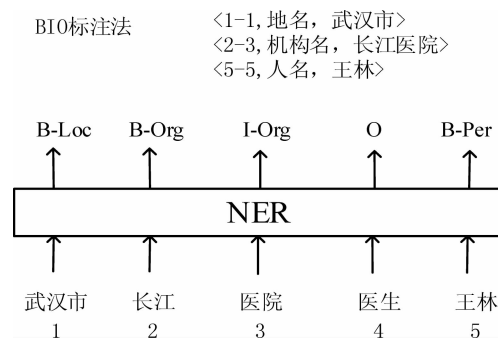 BIO标注法
<1-1,地名，武汉市>
<2-3,机构名，长江医院>
<5-5,人名，王林>
B-Loc B-Org I-Org O B-Per
NER
武汉市 长江 医院 医生 王林
1 2 3 4 5